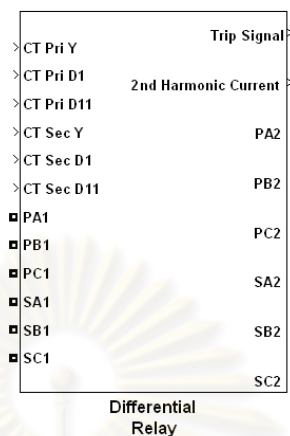 Trip Signal
CT Pri Y
CT Pri D1
2nd Harmonic Current
CT Pri D11
CT Sec Y
PA2
CT Sec D1
PB2
CT Sec D11
PA1
PC2
PB1
PC1
SA2
SA1
SB1
SB2
SC1
SC2
Differential
Relay